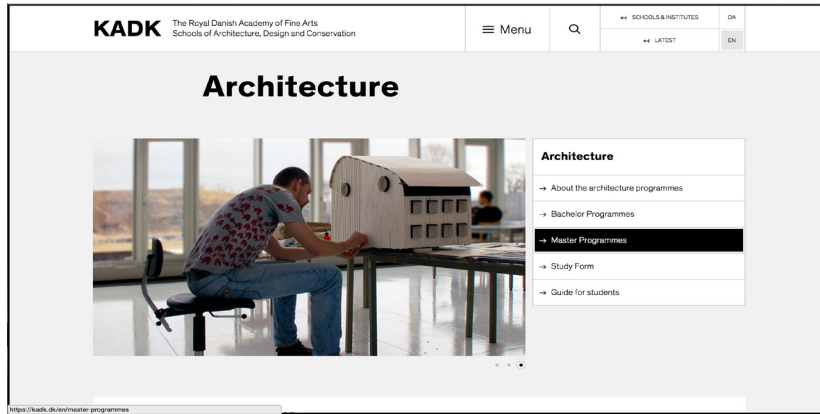 KADK
The Royal Danish Academy of Fine Arts
Schools of Architecture, Design and Conservation
Menu
SCHOOLS & INSTITUTES
DA
LATEST
EN
Architecture
Architecture
→ About the architecture programmes
→ Bachelor Programmes
→ Master Programmes
→ Study Form
→ Guide for students
https://kadk.dk/en/master-programmes